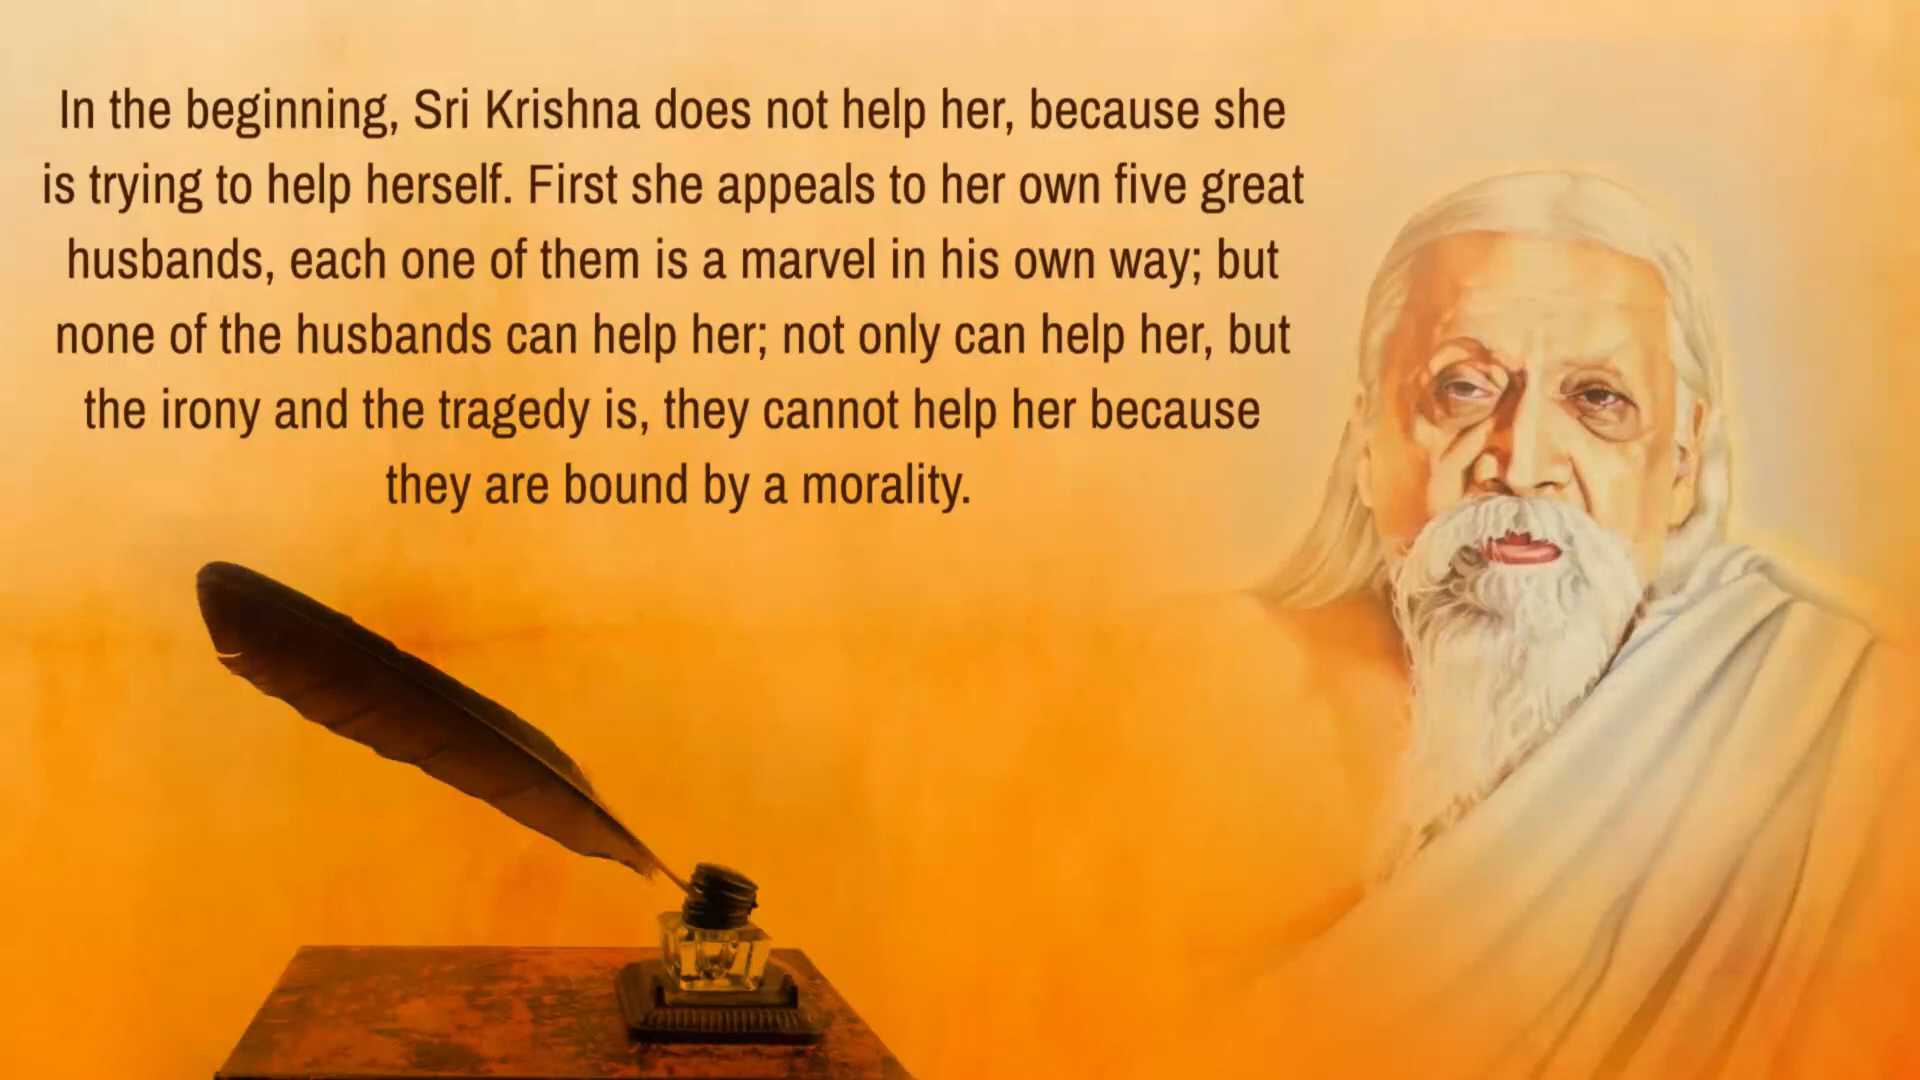 In the beginning, Sri Krishna does not help her, because she
is trying to help herself. First she appeals to her own five great
husbands, each one of them is a marvel in his own way; but
none of the husbands can help her; not only can help her, but
the irony and the tragedy is, they cannot help her because
they are bound by a morality.